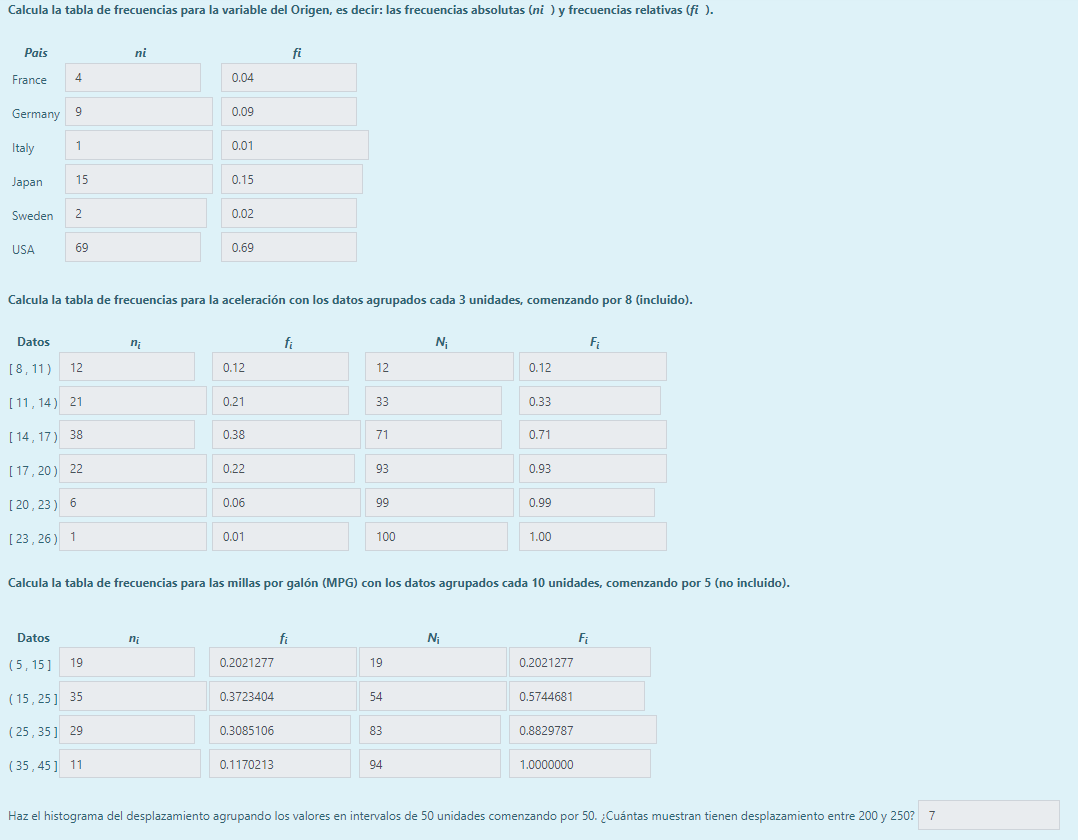 Calcula la tabla de frecuencias para la variable del Origen, es decir: las frecuencias absolutas (ni ) y frecuencias relativas (fi ).
Pais ni fi
France 4 0.04
Germany 9 0.09
Italy 1 0.01
Japan 15 0.15
Sweden 2 0.02
USA 69 0.69
Calcula la tabla de frecuencias para la aceleración con los datos agrupados cada 3 unidades, comenzando por 8 (incluido).
Datos ni fi Ni Fi
[ 8 , 11 ) 12 0.12 12 0.12
[ 11 , 14 ) 21 0.21 33 0.33
[ 14 , 17 ) 38 0.38 71 0.71
[ 17 , 20 ) 22 0.22 93 0.93
[ 20 , 23 ) 6 0.06 99 0.99
[ 23 , 26 ) 1 0.01 100 1.00
Calcula la tabla de frecuencias para las millas por galón (MPG) con los datos agrupados cada 10 unidades, comenzando por 5 (no incluido).
Datos ni fi Ni Fi
( 5 , 15 ] 19 0.2021277 19 0.2021277
( 15 , 25 ] 35 0.3723404 54 0.5744681
( 25 , 35 ] 29 0.3085106 83 0.8829787
( 35 , 45 ] 11 0.1170213 94 1.0000000
Haz el histograma del desplazamiento agrupando los valores en intervalos de 50 unidades comenzando por 50. ¿Cuántas muestran tienen desplazamiento entre 200 y 250? 7